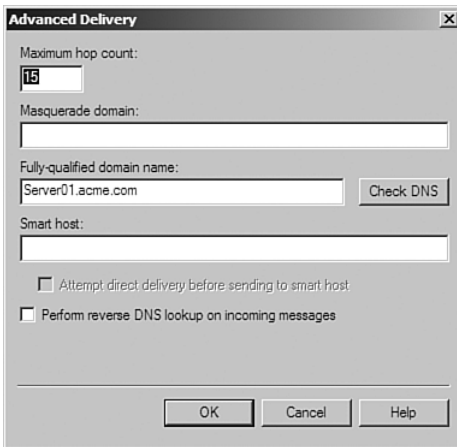 Advanced Delivery
Maximum hop count:
15
Masquerade domain:
Fully-qualified domain name:
Server01.acme.com
Check DNS
Smart host:
Attempt direct delivery before sending to smart host
Perform reverse DNS lookup on incoming messages
OK Cancel Help